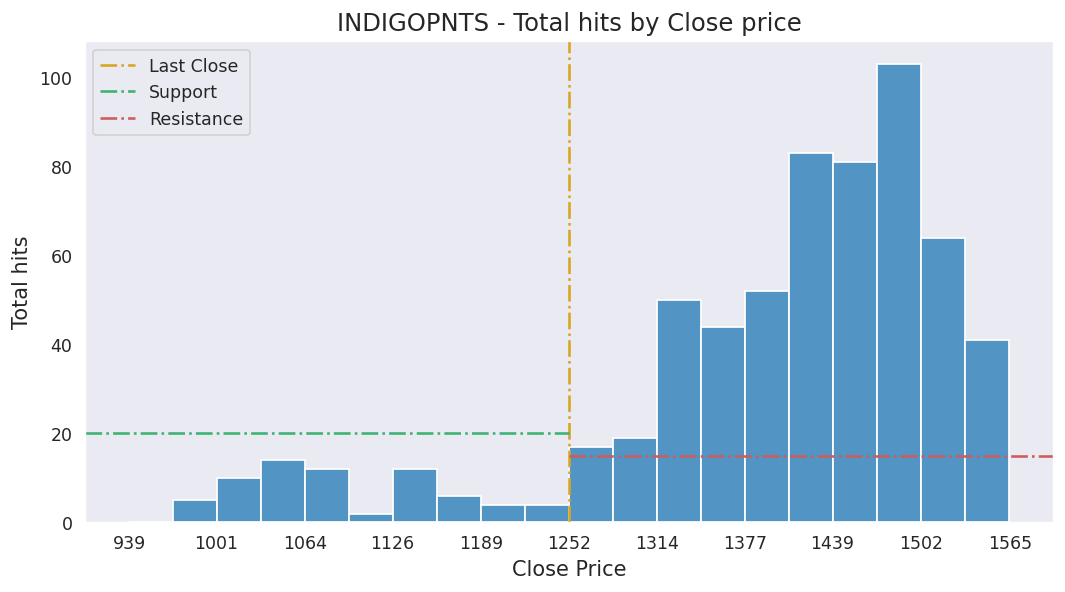 INDIGOPNTS - Total hits by Close price
Last Close
Support
Resistance
Total hits
100
80
60
40
20
0
939 1001 1064 1126 1189 1252 1314 1377 1439 1502 1565
Close Price